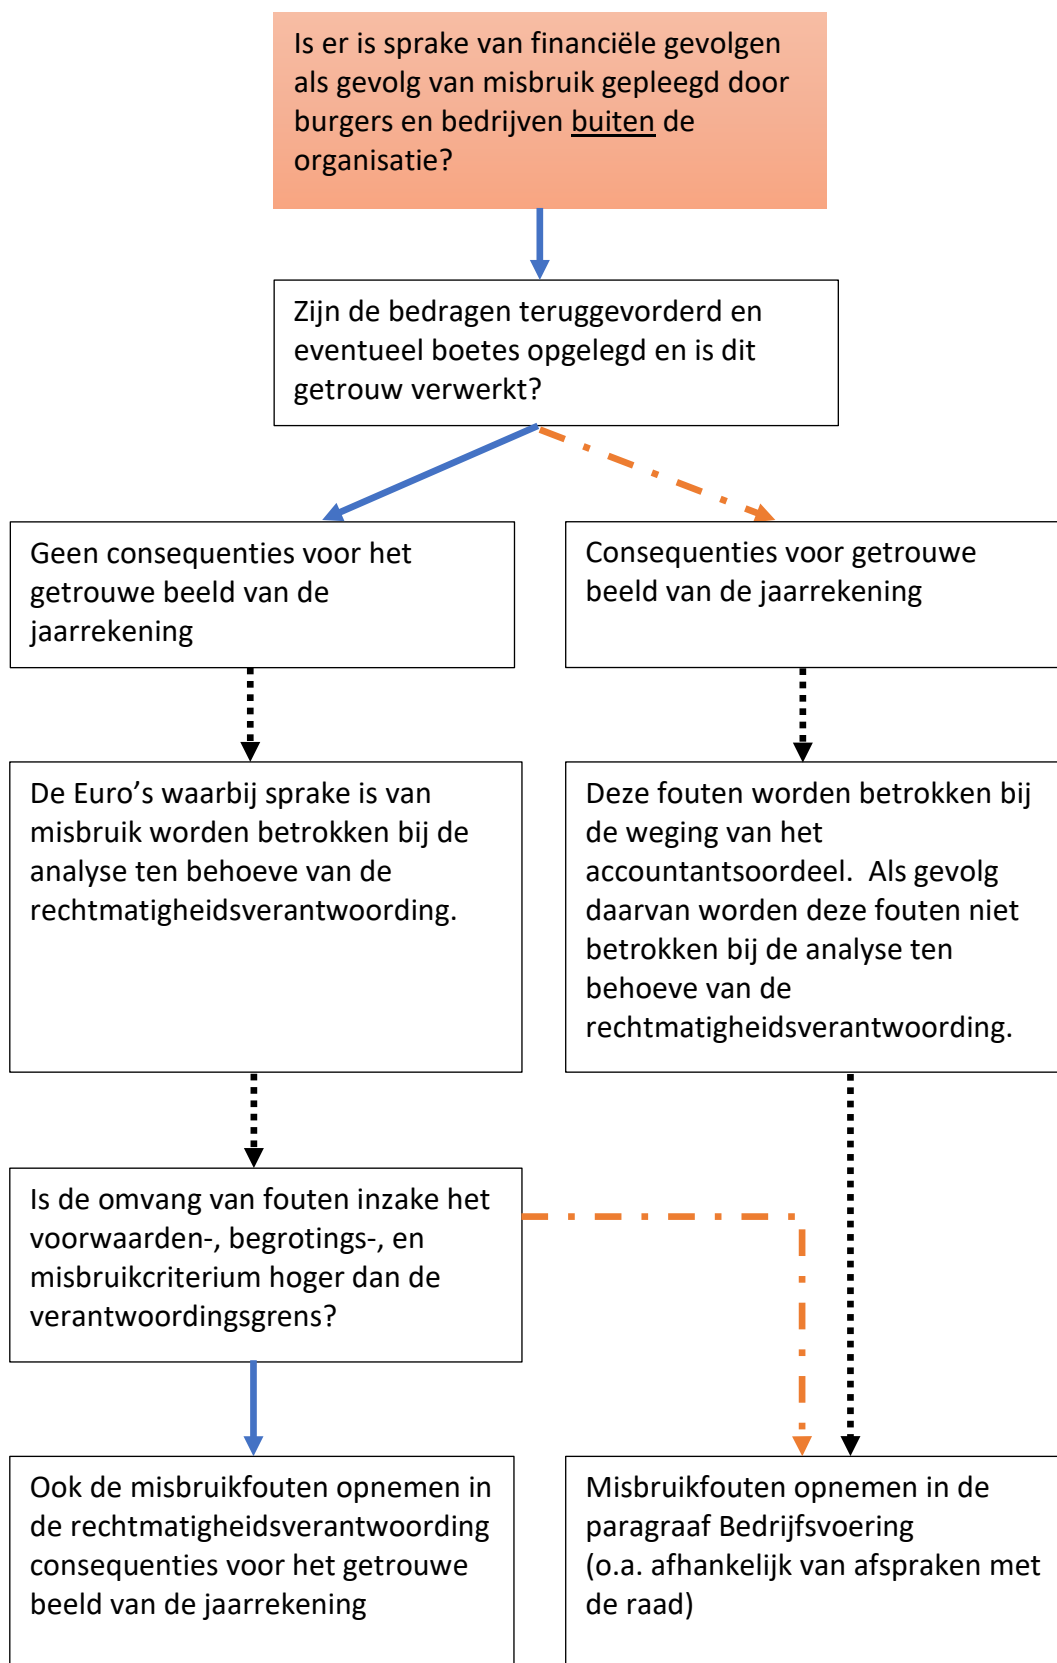 Is er is sprake van financiële gevolgen
als gevolg van misbruik gepleegd door
burgers en bedrijven buiten de
organisatie?
Zijn de bedragen teruggevorderd en
eventueel boetes opgelegd en is dit
getrouw verwerkt?
Geen consequenties voor het
getrouwe beeld van de
jaarrekening
Consequenties voor getrouwe
beeld van de jaarrekening
De Euro’s waarbij sprake is van
misbruik worden betrokken bij de
analyse ten behoeve van de
rechtmatigheidsverantwoording.
Deze fouten worden betrokken bij
de weging van het
accountantsoordeel.  Als gevolg
daarvan worden deze fouten niet
betrokken bij de analyse ten
behoeve van de
rechtmatigheidsverantwoording.
Is de omvang van fouten inzake het
voorwaarden-, begrotings-, en
misbruikcriterium hoger dan de
verantwoordingsgrens?
Ook de misbruikfouten opnemen in
de rechtmatigheidsverantwoording
consequenties voor het getrouwe
beeld van de jaarrekening
Misbruikfouten opnemen in de
paragraaf Bedrijfsvoering
(o.a. afhankelijk van afspraken met
de raad)